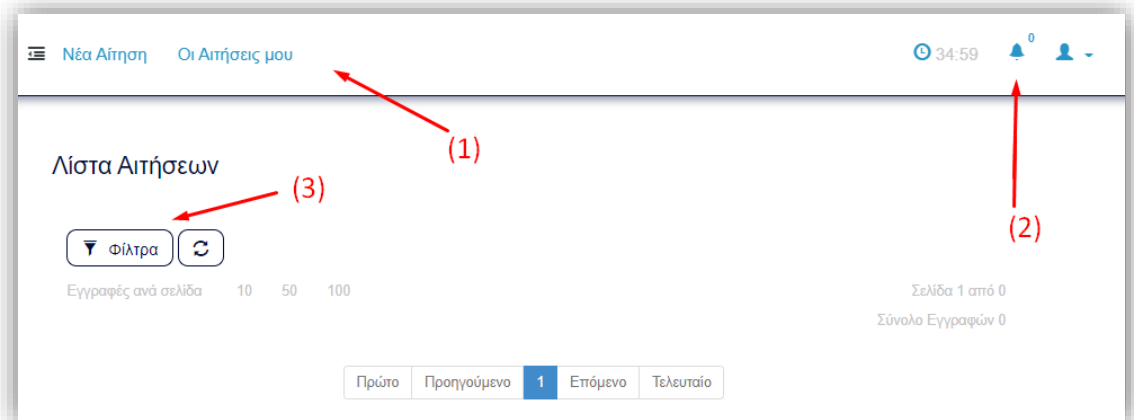 Νέα Αίτηση Οι Αιτήσεις μου 34:59 0
(1)
Λίστα Αιτήσεων
(3)
(2)
Φίλτρα
Εγγραφές ανά σελίδα 10 50 100 Σελίδα 1 από 0
Σύνολο Εγγραφών 0
Πρώτο Προηγούμενο 1 Επόμενο Τελευταίο